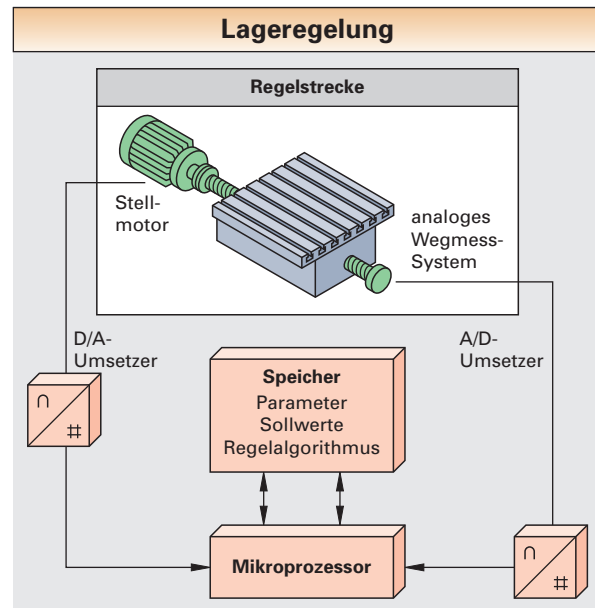 Lageregelung
Regelstrecke
Stell-
motor
analoges
Wegmess-
System
D/A-
Umsetzer
A/D-
Umsetzer
Speicher
Parameter
Sollwerte
Regelalgorithmus
∩
#
Mikroprozessor
∩
#